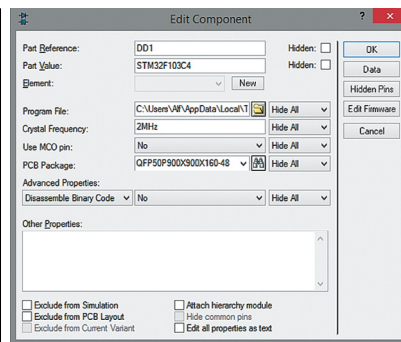 Edit Component
? ×
Part Reference: DD1 Hidden: OK
Part Value: STM32F103C4 Hidden: Data
Element: New Hidden Pins
Program File: C:\Users\Alf\AppData\Local\T Hide All Edit Firmware
Crystal Frequency: 2MHz Hide All Cancel
Use MCO pin: No Hide All
PCB Package: QFP50P900X900X160-48 Hide All
Advanced Properties:
Disassemble Binary Code No Hide All
Other Properties:
Exclude from Simulation Attach hierarchy module
Exclude from PCB Layout Hide common pins
Exclude from Current Variant Edit all properties as text